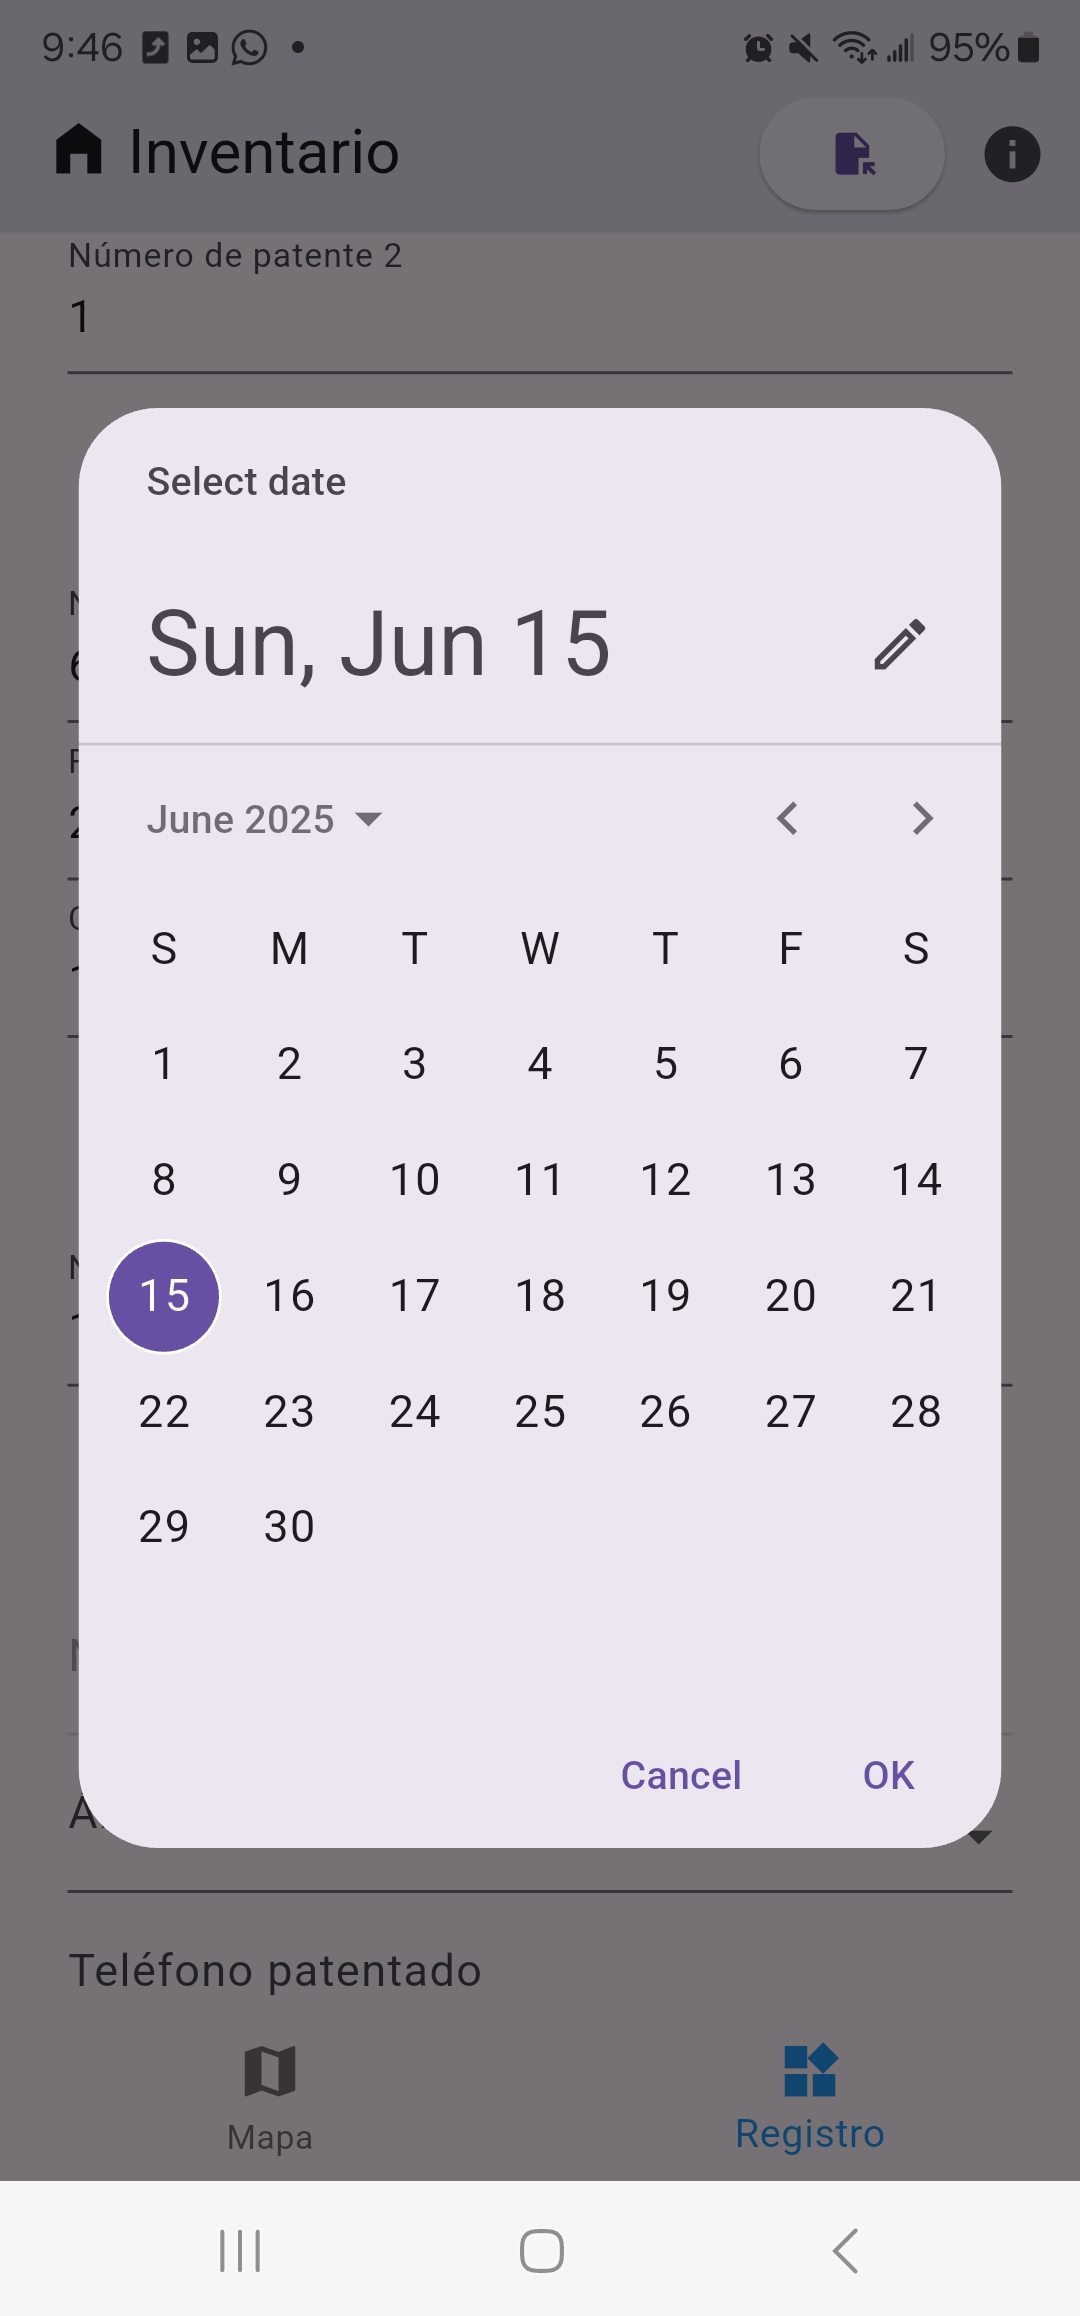 9:46 95%
Inventario
Número de patente 2
1
Select date
Sun, Jun 15
June 2025
S M T W T F S
1 2 3 4 5 6 7
8 9 10 11 12 13 14
15 16 17 18 19 20 21
22 23 24 25 26 27 28
29 30
Cancel OK
Teléfono patentado
Mapa Registro